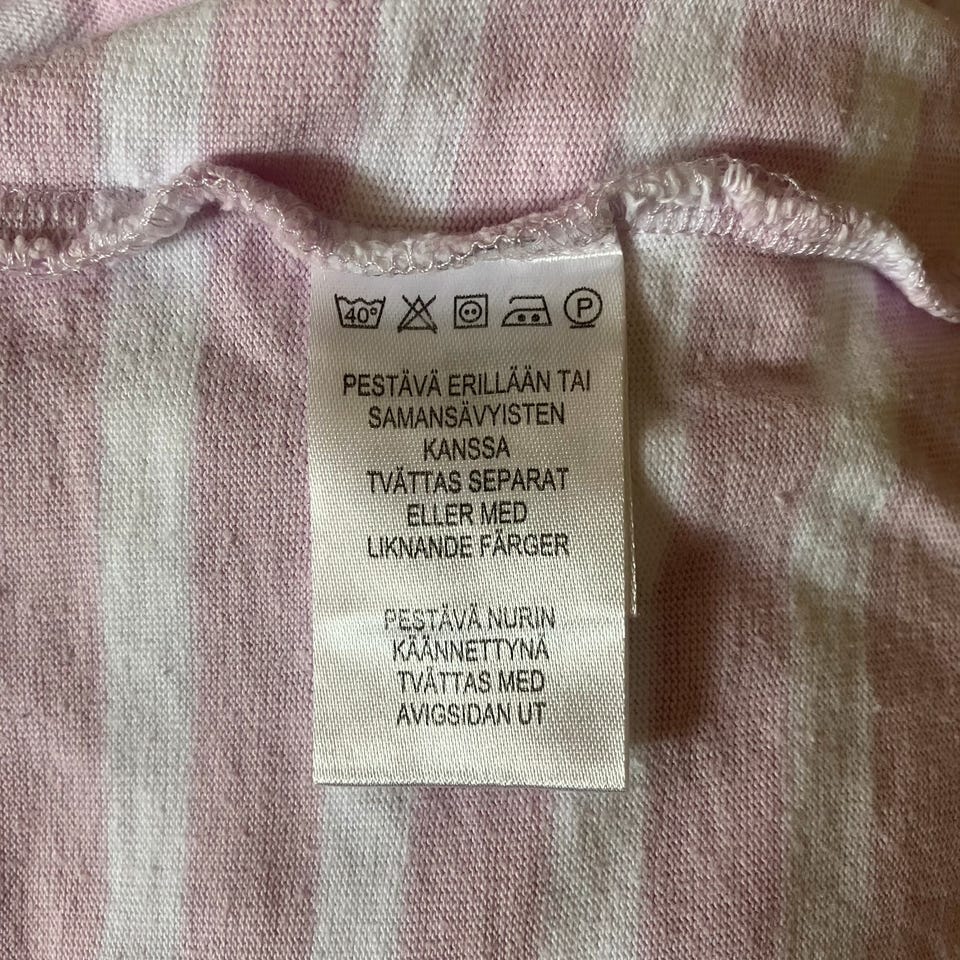 40°
P
PESTÄVÄ ERILLÄÄN TAI
SAMANSÄVYISTEN
KANSSA
TVÄTTAS SEPARAT
ELLER MED
LIKNANDE FÄRGER
PESTÄVÄ NURIN
KÄÄNNETTYNÄ
TVÄTTAS MED
AVIGSIDAN UT